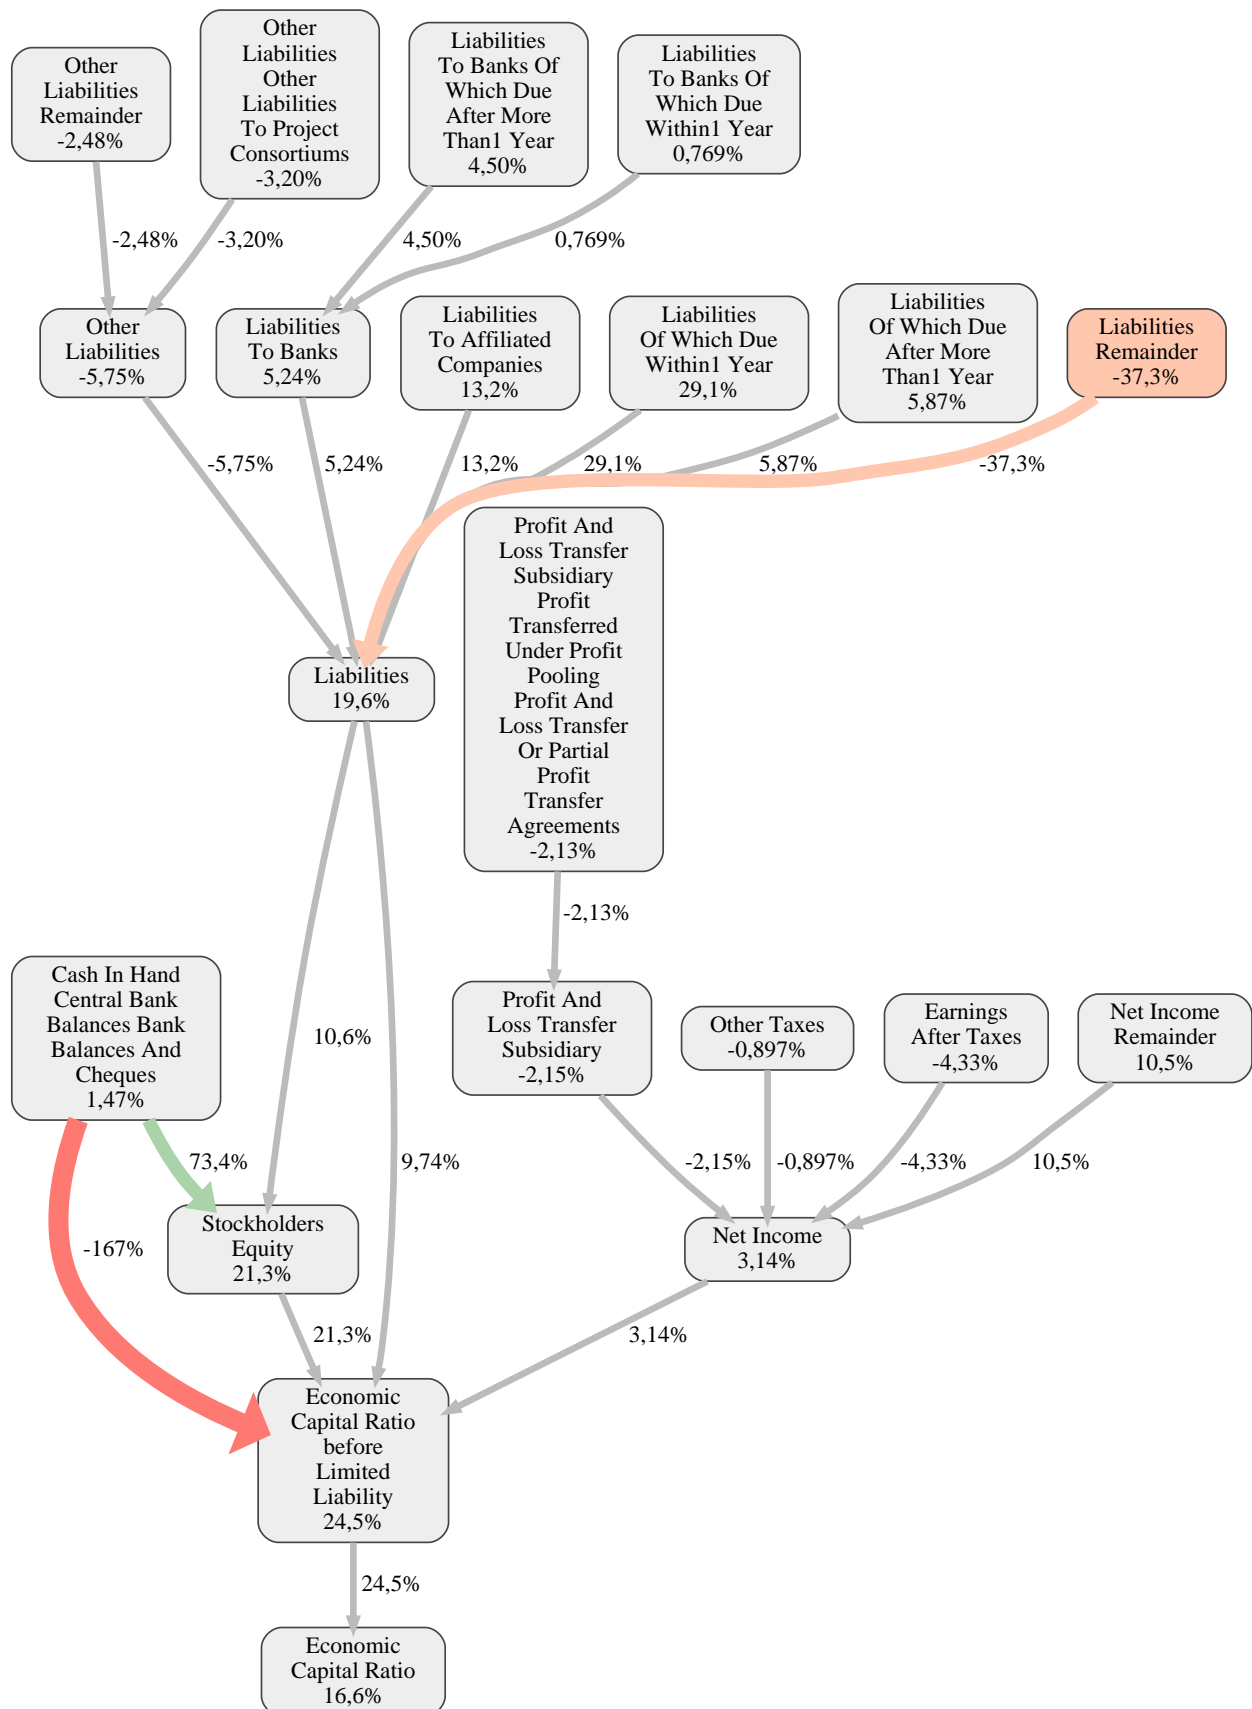 Other
Liabilities
Remainder
-2,48%
Other
Liabilities
Other
Liabilities
To Project
Consortiums
-3,20%
Liabilities
To Banks Of
Which Due
After More
Than1 Year
4,50%
Liabilities
To Banks Of
Which Due
Within1 Year
0,769%
-2,48%
-3,20%
4,50%
0,769%
Other
Liabilities
-5,75%
Liabilities
To Banks
5,24%
Liabilities
To Affiliated
Companies
13,2%
Liabilities
Of Which Due
Within1 Year
29,1%
Liabilities
Of Which Due
After More
Than1 Year
5,87%
Liabilities
Remainder
-37,3%
-5,75%
5,24%
13,2%
29,1%
5,87%
-37,3%
Profit And
Loss Transfer
Subsidiary
Profit
Transferred
Under Profit
Pooling
Profit And
Loss Transfer
Or Partial
Profit
Transfer
Agreements
-2,13%
Liabilities
19,6%
-2,13%
Cash In Hand
Central Bank
Balances Bank
Balances And
Cheques
1,47%
10,6%
Profit And
Loss Transfer
Subsidiary
-2,15%
Other Taxes
-0,897%
Earnings
After Taxes
-4,33%
Net Income
Remainder
10,5%
73,4%
9,74%
-2,15%
-0,897%
-4,33%
10,5%
-167%
Stockholders
Equity
21,3%
Net Income
3,14%
21,3%
3,14%
Economic
Capital Ratio
before
Limited
Liability
24,5%
24,5%
Economic
Capital Ratio
16,6%